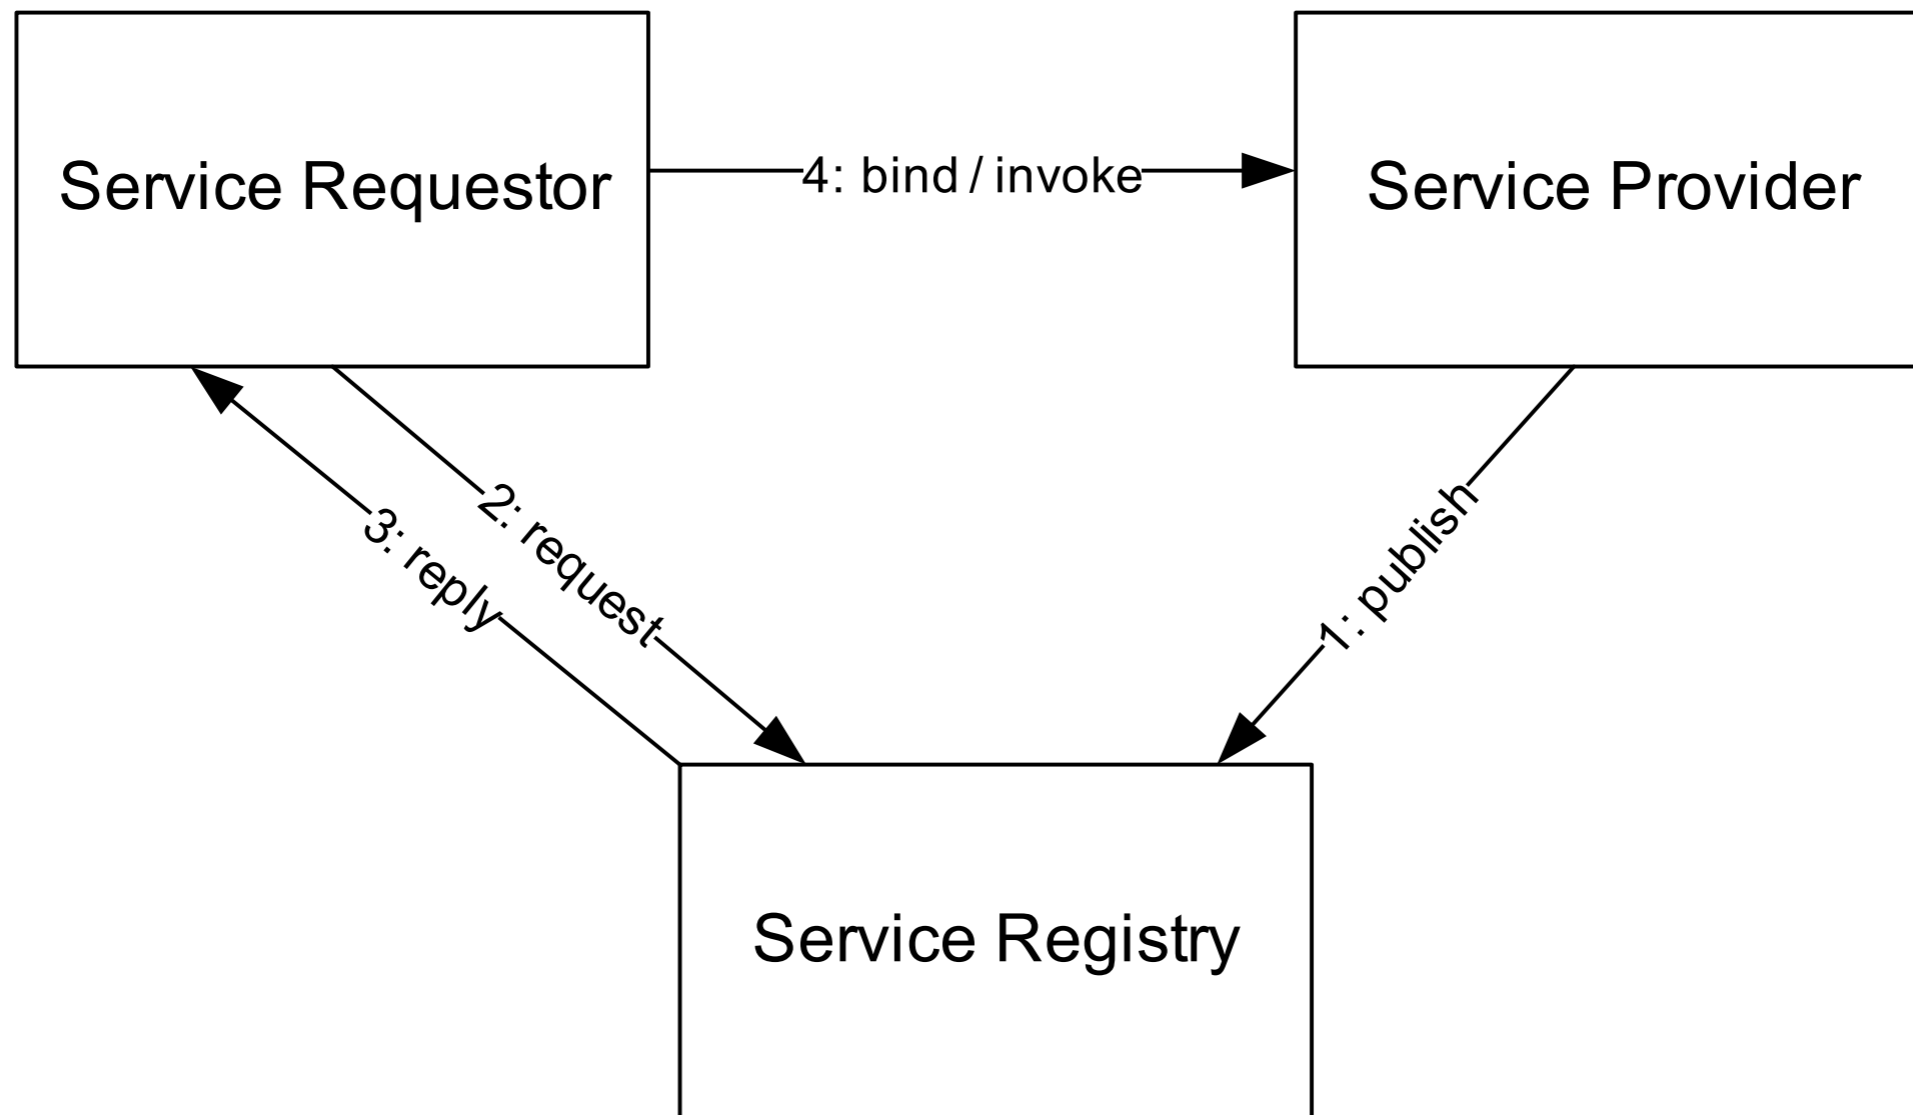 Service Requestor
4: bind / invoke
Service Provider
2: request
3: reply
1: publish
Service Registry